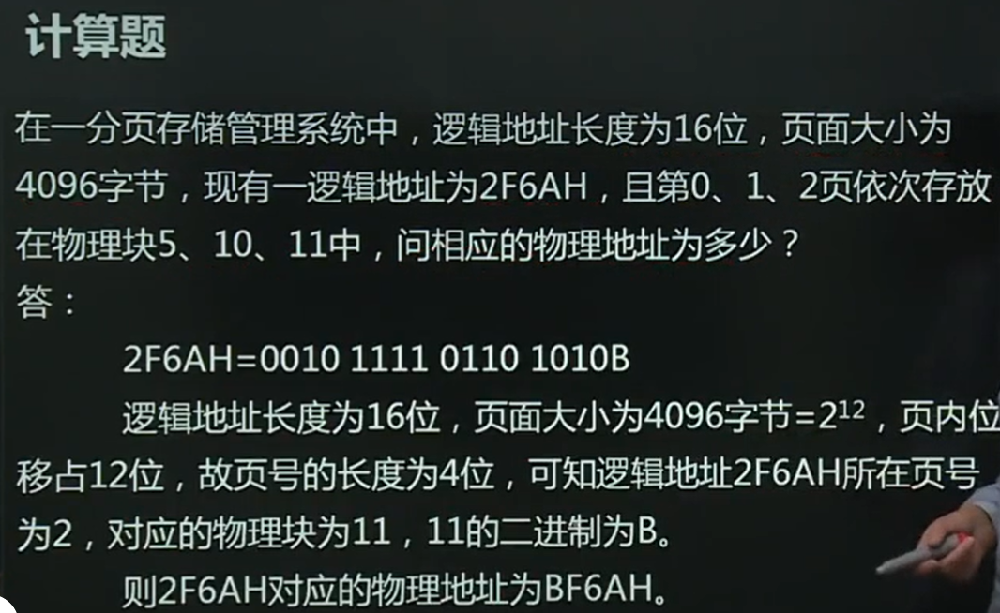 计算题
在一分页存储管理系统中，逻辑地址长度为16位，页面大小为
4096字节，现有一逻辑地址为2F6AH，且第0、1、2页依次存放
在物理块5、10、11中，问相应的物理地址为多少？
答：
2F6AH=0010 1111 0110 1010B
逻辑地址长度为16位，页面大小为4096字节=2¹²，页内位
移占12位，故页号的长度为4位，可知逻辑地址2F6AH所在页号
为2，对应的物理块为11，11的二进制为B。
则2F6AH对应的物理地址为BF6AH。